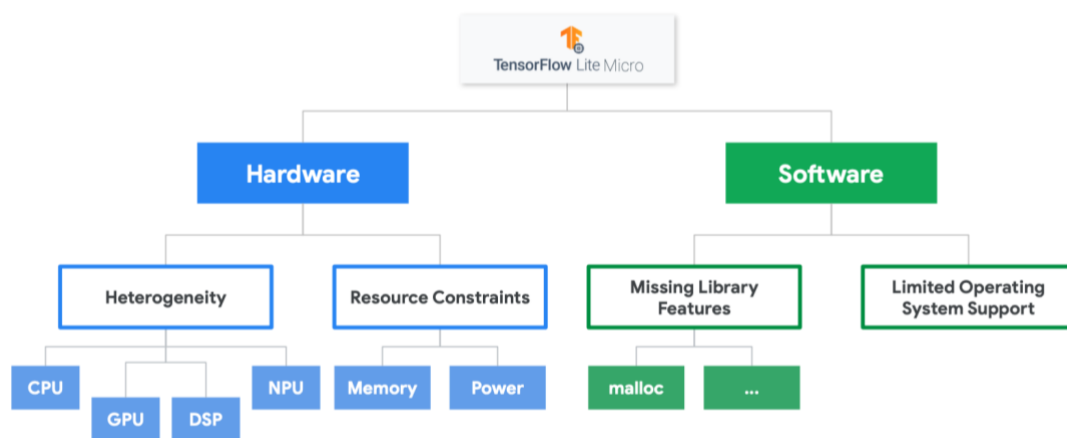 TensorFlow Lite Micro
Hardware
Software
Heterogeneity
Resource Constraints
Missing Library
Features
Limited Operating
System Support
CPU
GPU
DSP
NPU
Memory
Power
malloc
...